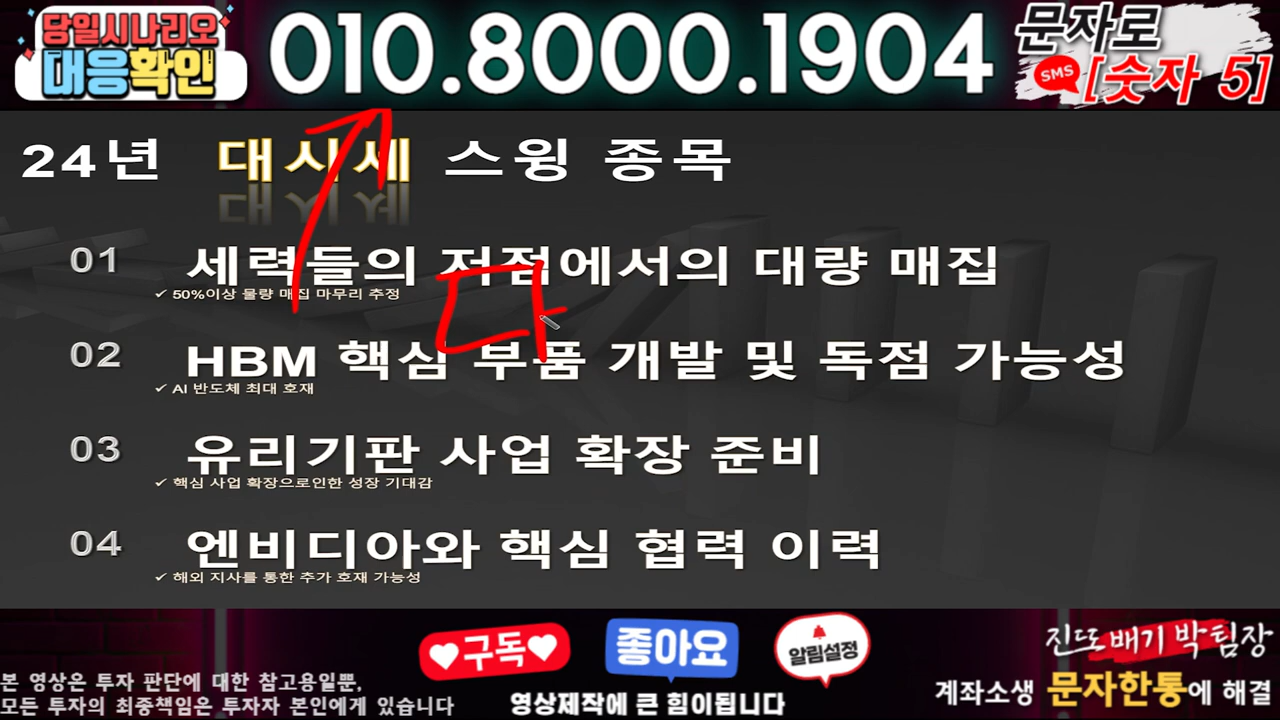 당일시나리오
대응확인
010.8000.1904
문자로
SMS
[숫자 5]
24년 대시세 스윙 종목
01 세력들의 저점에서의 대량 매집
✓ 50%이상 물량 매집 마무리 추정
02 HBM 핵심 부품 개발 및 독점 가능성
✓ AI 반도체 최대 호재
03 유리기판 사업 확장 준비
✓ 핵심 사업 확장으로인한 성장 기대감
04 엔비디아와 핵심 협력 이력
✓ 해외 지사를 통한 추가 호재 가능성
다
구독
좋아요
알림설정
영상제작에 큰 힘이됩니다
본 영상은 투자 판단에 대한 참고용일뿐,
모든 투자의 최종책임은 투자자 본인에게 있습니다
진또배기 박팀장
계좌소생 문자한통에 해결